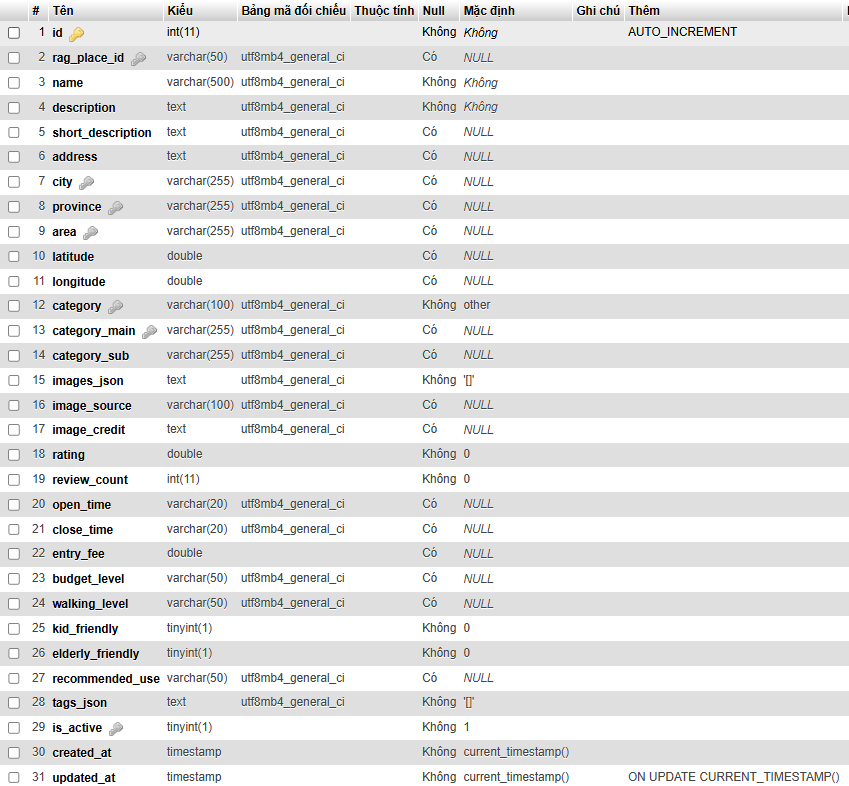 # Tên Kiểu Bảng mã đối chiếu Thuộc tính Null Mặc định Ghi chú Thêm
1 id int(11) Không Không AUTO_INCREMENT
2 rag_place_id varchar(50) utf8mb4_general_ci Có NULL
3 name varchar(500) utf8mb4_general_ci Không Không
4 description text utf8mb4_general_ci Không Không
5 short_description text utf8mb4_general_ci Có NULL
6 address text utf8mb4_general_ci Có NULL
7 city varchar(255) utf8mb4_general_ci Có NULL
8 province varchar(255) utf8mb4_general_ci Có NULL
9 area varchar(255) utf8mb4_general_ci Có NULL
10 latitude double Có NULL
11 longitude double Có NULL
12 category varchar(100) utf8mb4_general_ci Không other
13 category_main varchar(255) utf8mb4_general_ci Có NULL
14 category_sub varchar(255) utf8mb4_general_ci Có NULL
15 images_json text utf8mb4_general_ci Không '[]'
16 image_source varchar(100) utf8mb4_general_ci Có NULL
17 image_credit text utf8mb4_general_ci Có NULL
18 rating double Không 0
19 review_count int(11) Không 0
20 open_time varchar(20) utf8mb4_general_ci Có NULL
21 close_time varchar(20) utf8mb4_general_ci Có NULL
22 entry_fee double Có NULL
23 budget_level varchar(50) utf8mb4_general_ci Có NULL
24 walking_level varchar(50) utf8mb4_general_ci Có NULL
25 kid_friendly tinyint(1) Không 0
26 elderly_friendly tinyint(1) Không 0
27 recommended_use varchar(50) utf8mb4_general_ci Có NULL
28 tags_json text utf8mb4_general_ci Không '[]'
29 is_active tinyint(1) Không 1
30 created_at timestamp Không current_timestamp()
31 updated_at timestamp Không current_timestamp() ON UPDATE CURRENT_TIMESTAMP()